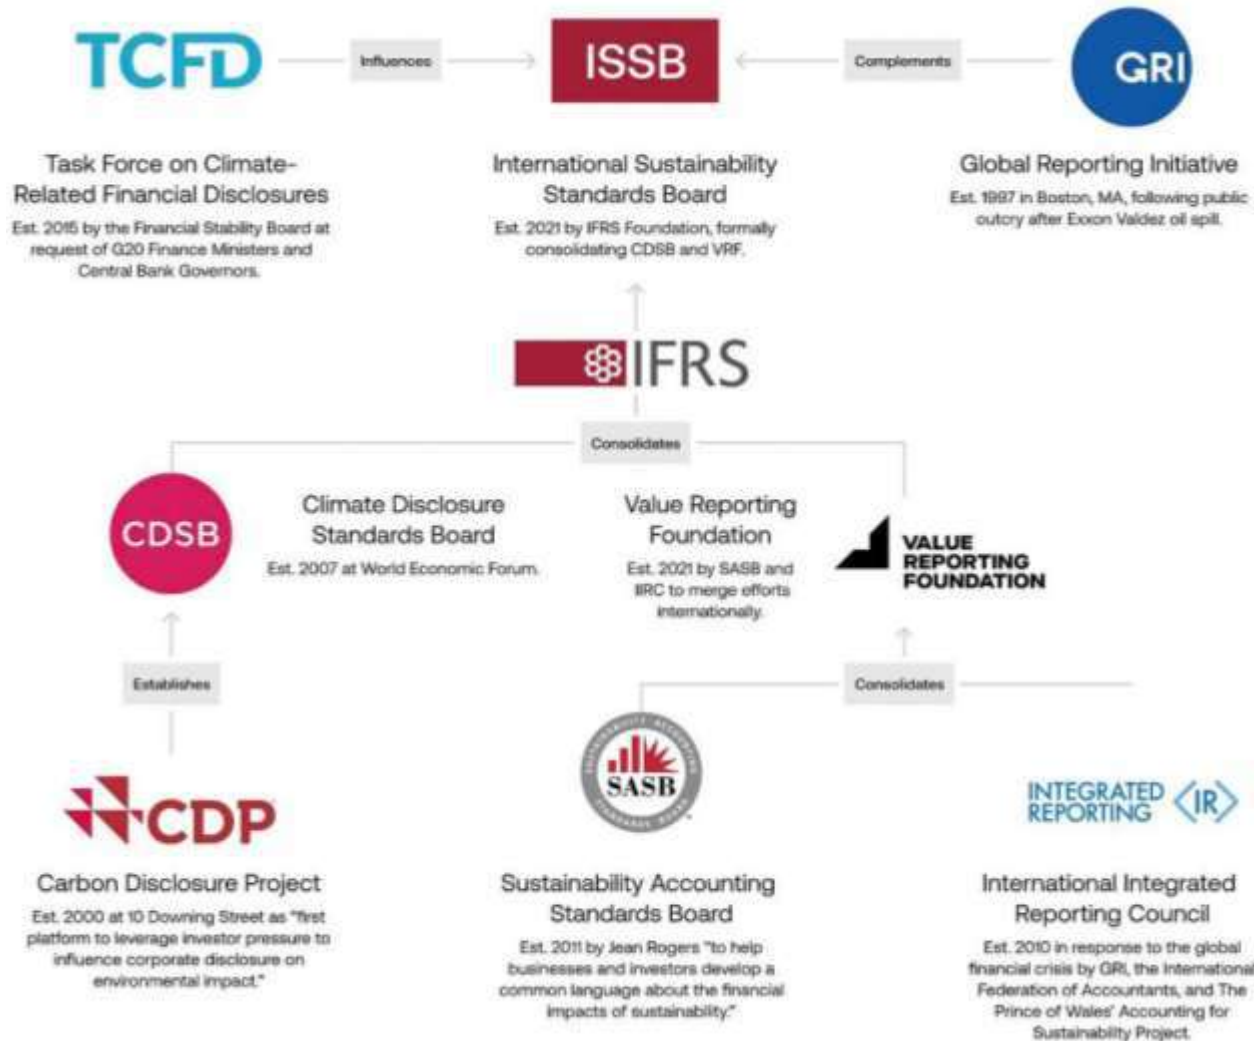 TCFD
Influences
ISSB
Complements
GRI
Task Force on Climate-
Related Financial Disclosures
Est. 2015 by the Financial Stability Board at
request of G20 Finance Ministers and
Central Bank Governors.
International Sustainability
Standards Board
Est. 2021 by IFRS Foundation, formally
consolidating CDSB and VRF.
Global Reporting Initiative
Est. 1997 in Boston, MA, following public
outcry after Exxon Valdez oil spill.
IFRS
Consolidates
CDSB
Climate Disclosure
Standards Board
Est. 2007 at World Economic Forum.
Value Reporting
Foundation
Est. 2021 by SASB and
IIRC to merge efforts
internationally.
VALUE
REPORTING
FOUNDATION
Establishes
Consolidates
CDP
Carbon Disclosure Project
Est. 2000 at 10 Downing Street as "first
platform to leverage investor pressure to
influence corporate disclosure on
environmental impact."
SUSTAINABILITY ACCOUNTING
SASB
STANDARDS BOARD
Sustainability Accounting
Standards Board
Est. 2011 by Jean Rogers "to help
businesses and investors develop a
common language about the financial
impacts of sustainability."
INTEGRATED
REPORTING
<IR>
International Integrated
Reporting Council
Est. 2010 in response to the global
financial crisis by GRI, the International
Federation of Accountants, and The
Prince of Wales' Accounting for
Sustainability Project.